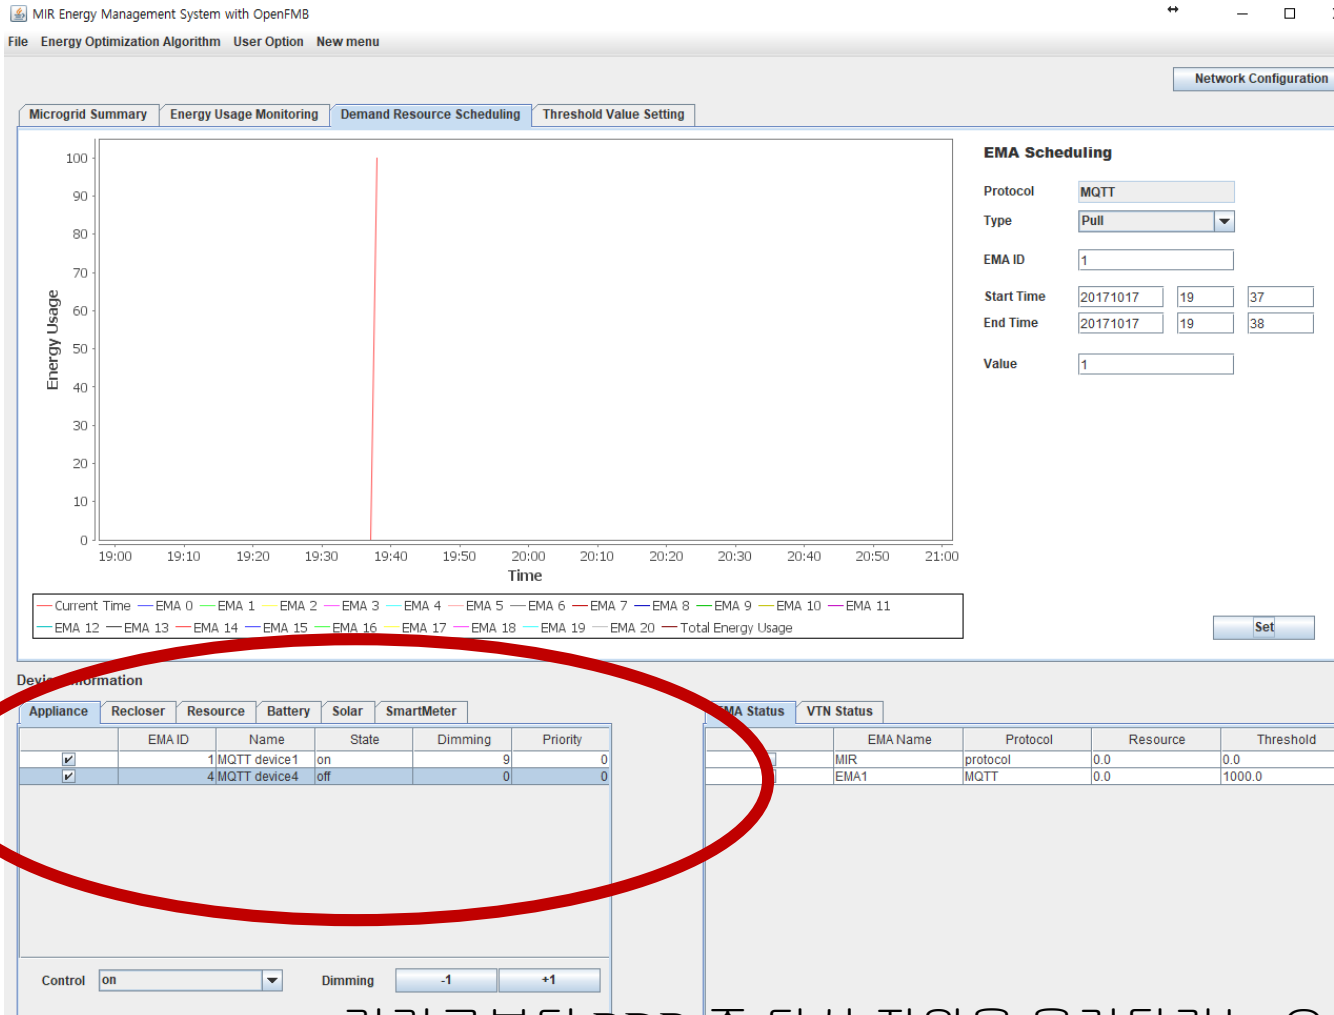 MIR Energy Management System with OpenFMB
File Energy Optimization Algorithm User Option New menu
Network Configuration
Microgrid Summary Energy Usage Monitoring Demand Resource Scheduling Threshold Value Setting
EMA Scheduling
Protocol MQTT
Type Pull
EMA ID 1
Start Time 20171017 19 37
End Time 20171017 19 38
Value 1
Energy Usage
100
90
80
70
60
50
40
30
20
10
0
19:00 19:10 19:20 19:30 19:40 19:50 20:00 20:10 20:20 20:30 20:40 20:50 21:00
Time
Current Time EMA 0 EMA 1 EMA 2 EMA 3 EMA 4 EMA 5 EMA 6 EMA 7 EMA 8 EMA 9 EMA 10 EMA 11
EMA 12 EMA 13 EMA 14 EMA 15 EMA 16 EMA 17 EMA 18 EMA 19 EMA 20 Total Energy Usage
Set
Appliance Recloser Resource Battery Solar SmartMeter
EMA ID Name State Dimming Priority
1 MQTT device1 on 9 0
4 MQTT device4 off 0 0
Control on Dimming -1 +1
EMA Status VTN Status
EMA Name Protocol Resource Threshold
MIR protocol 0.0 0.0
EMA1 MQTT 0.0 1000.0